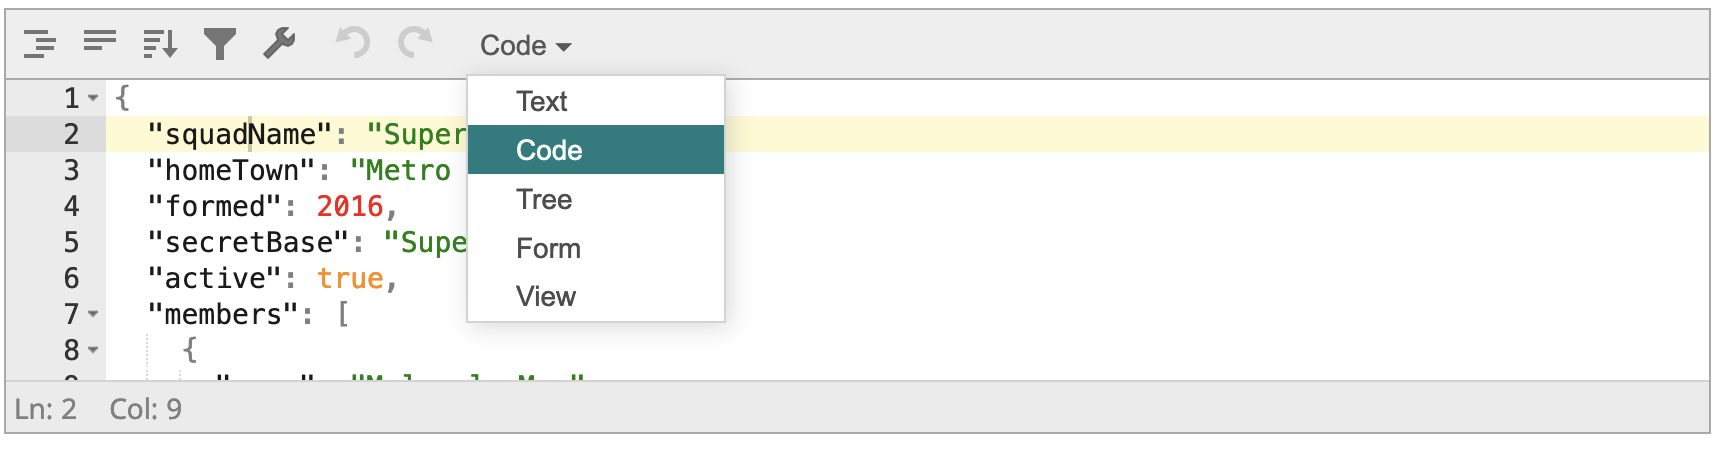 Code
Text
Code
Tree
Form
View
1 {
2 "squadName": "Super
3 "homeTown": "Metro
4 "formed": 2016,
5 "secretBase": "Supe
6 "active": true,
7 "members": [
8 {
Ln: 2 Col: 9